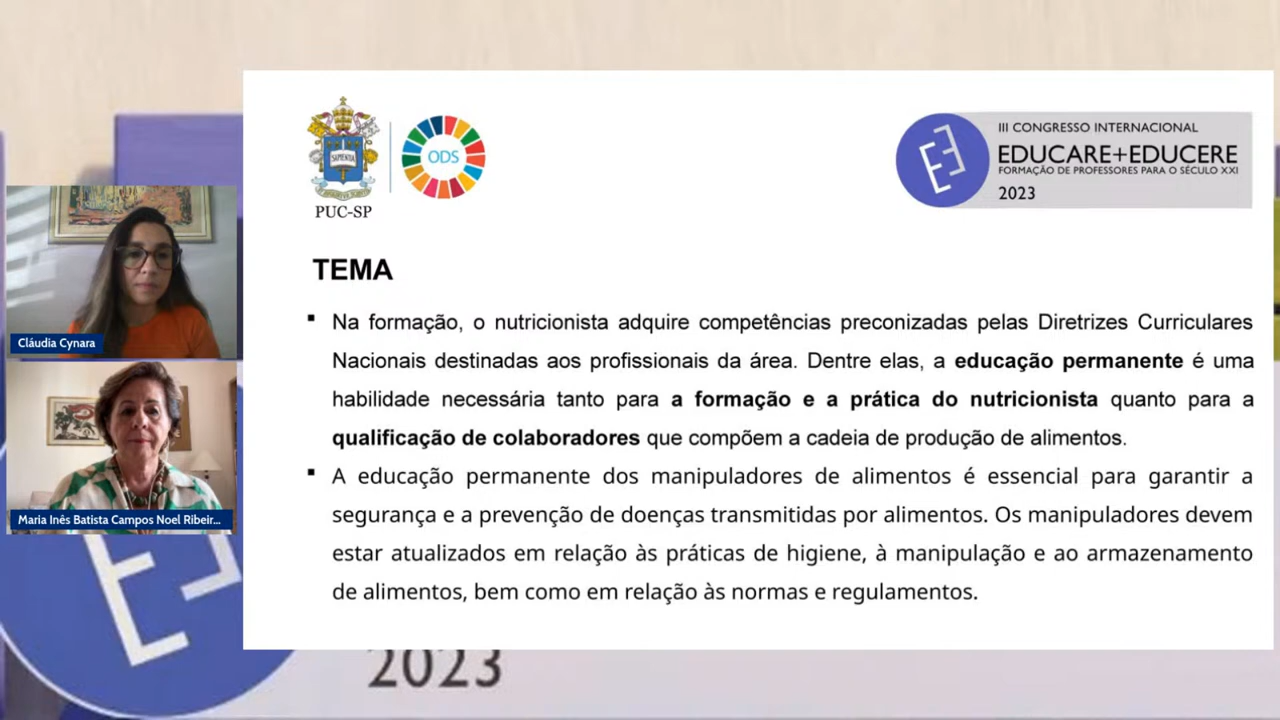 SAPIENTIA
PUC-SP
ODS
III CONGRESSO INTERNACIONAL
EDUCARE+EDUCERE
FORMAÇÃO DE PROFESSORES PARA O SÉCULO XXI
2023
TEMA
Na formação, o nutricionista adquire competências preconizadas pelas Diretrizes Curriculares
Nacionais destinadas aos profissionais da área. Dentre elas, a educação permanente é uma
habilidade necessária tanto para a formação e a prática do nutricionista quanto para a
qualificação de colaboradores que compõem a cadeia de produção de alimentos.
A educação permanente dos manipuladores de alimentos é essencial para garantir a
segurança e a prevenção de doenças transmitidas por alimentos. Os manipuladores devem
estar atualizados em relação às práticas de higiene, à manipulação e ao armazenamento
de alimentos, bem como em relação às normas e regulamentos.
Cláudia Cynara
Maria Inês Batista Campos Noel Ribeir...
2023